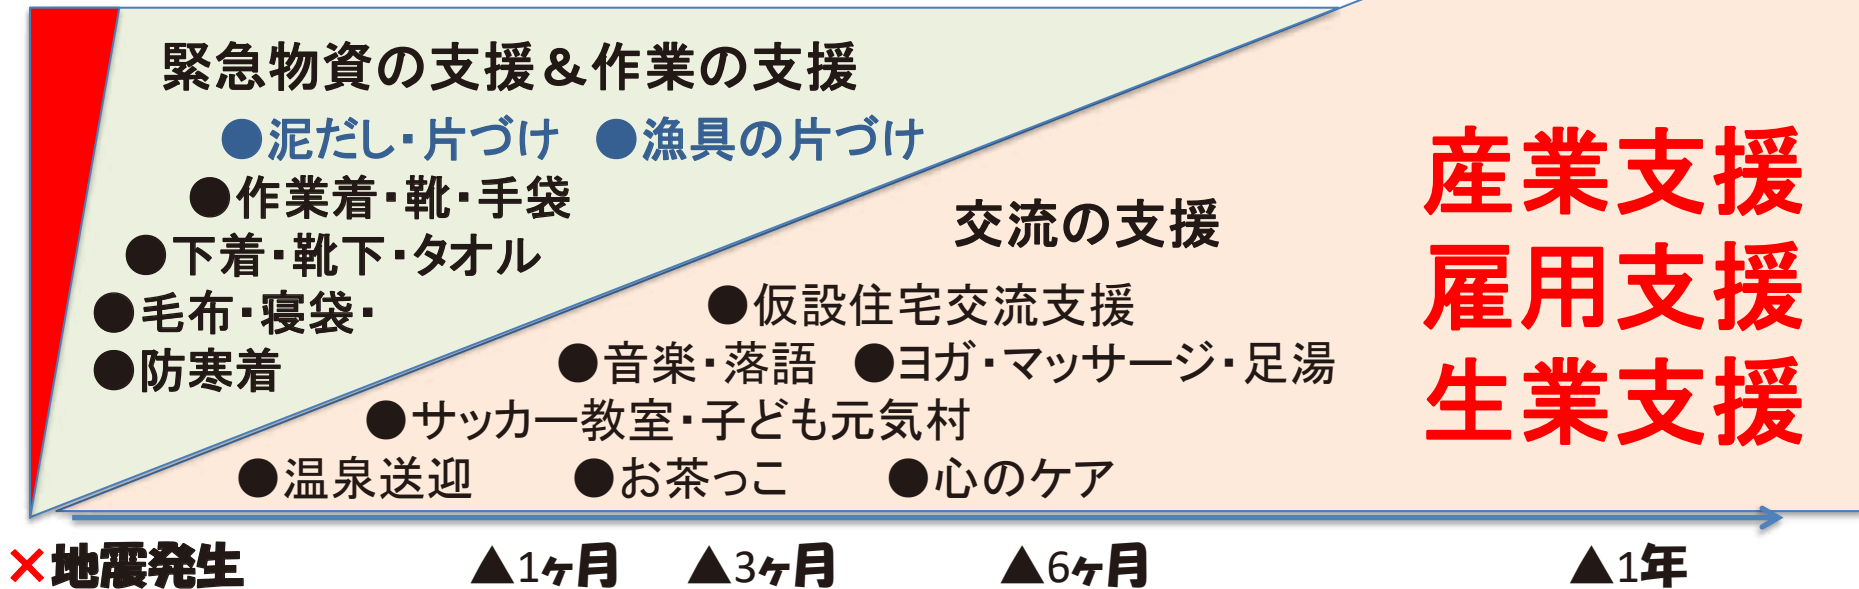 緊急物資の支援＆作業の支援
●泥だし・片づけ　●漁具の片づけ
●作業着・靴・手袋
●下着・靴下・タオル
●毛布・寝袋・
●防寒着
交流の支援
●仮設住宅交流支援
●音楽・落語　●ヨガ・マッサージ・足湯
●サッカー教室・子ども元気村
●温泉送迎　●お茶っこ　●心のケア
産業支援
雇用支援
生業支援
×地震発生　▲1ヶ月　▲3ヶ月　▲6ヶ月　▲1年